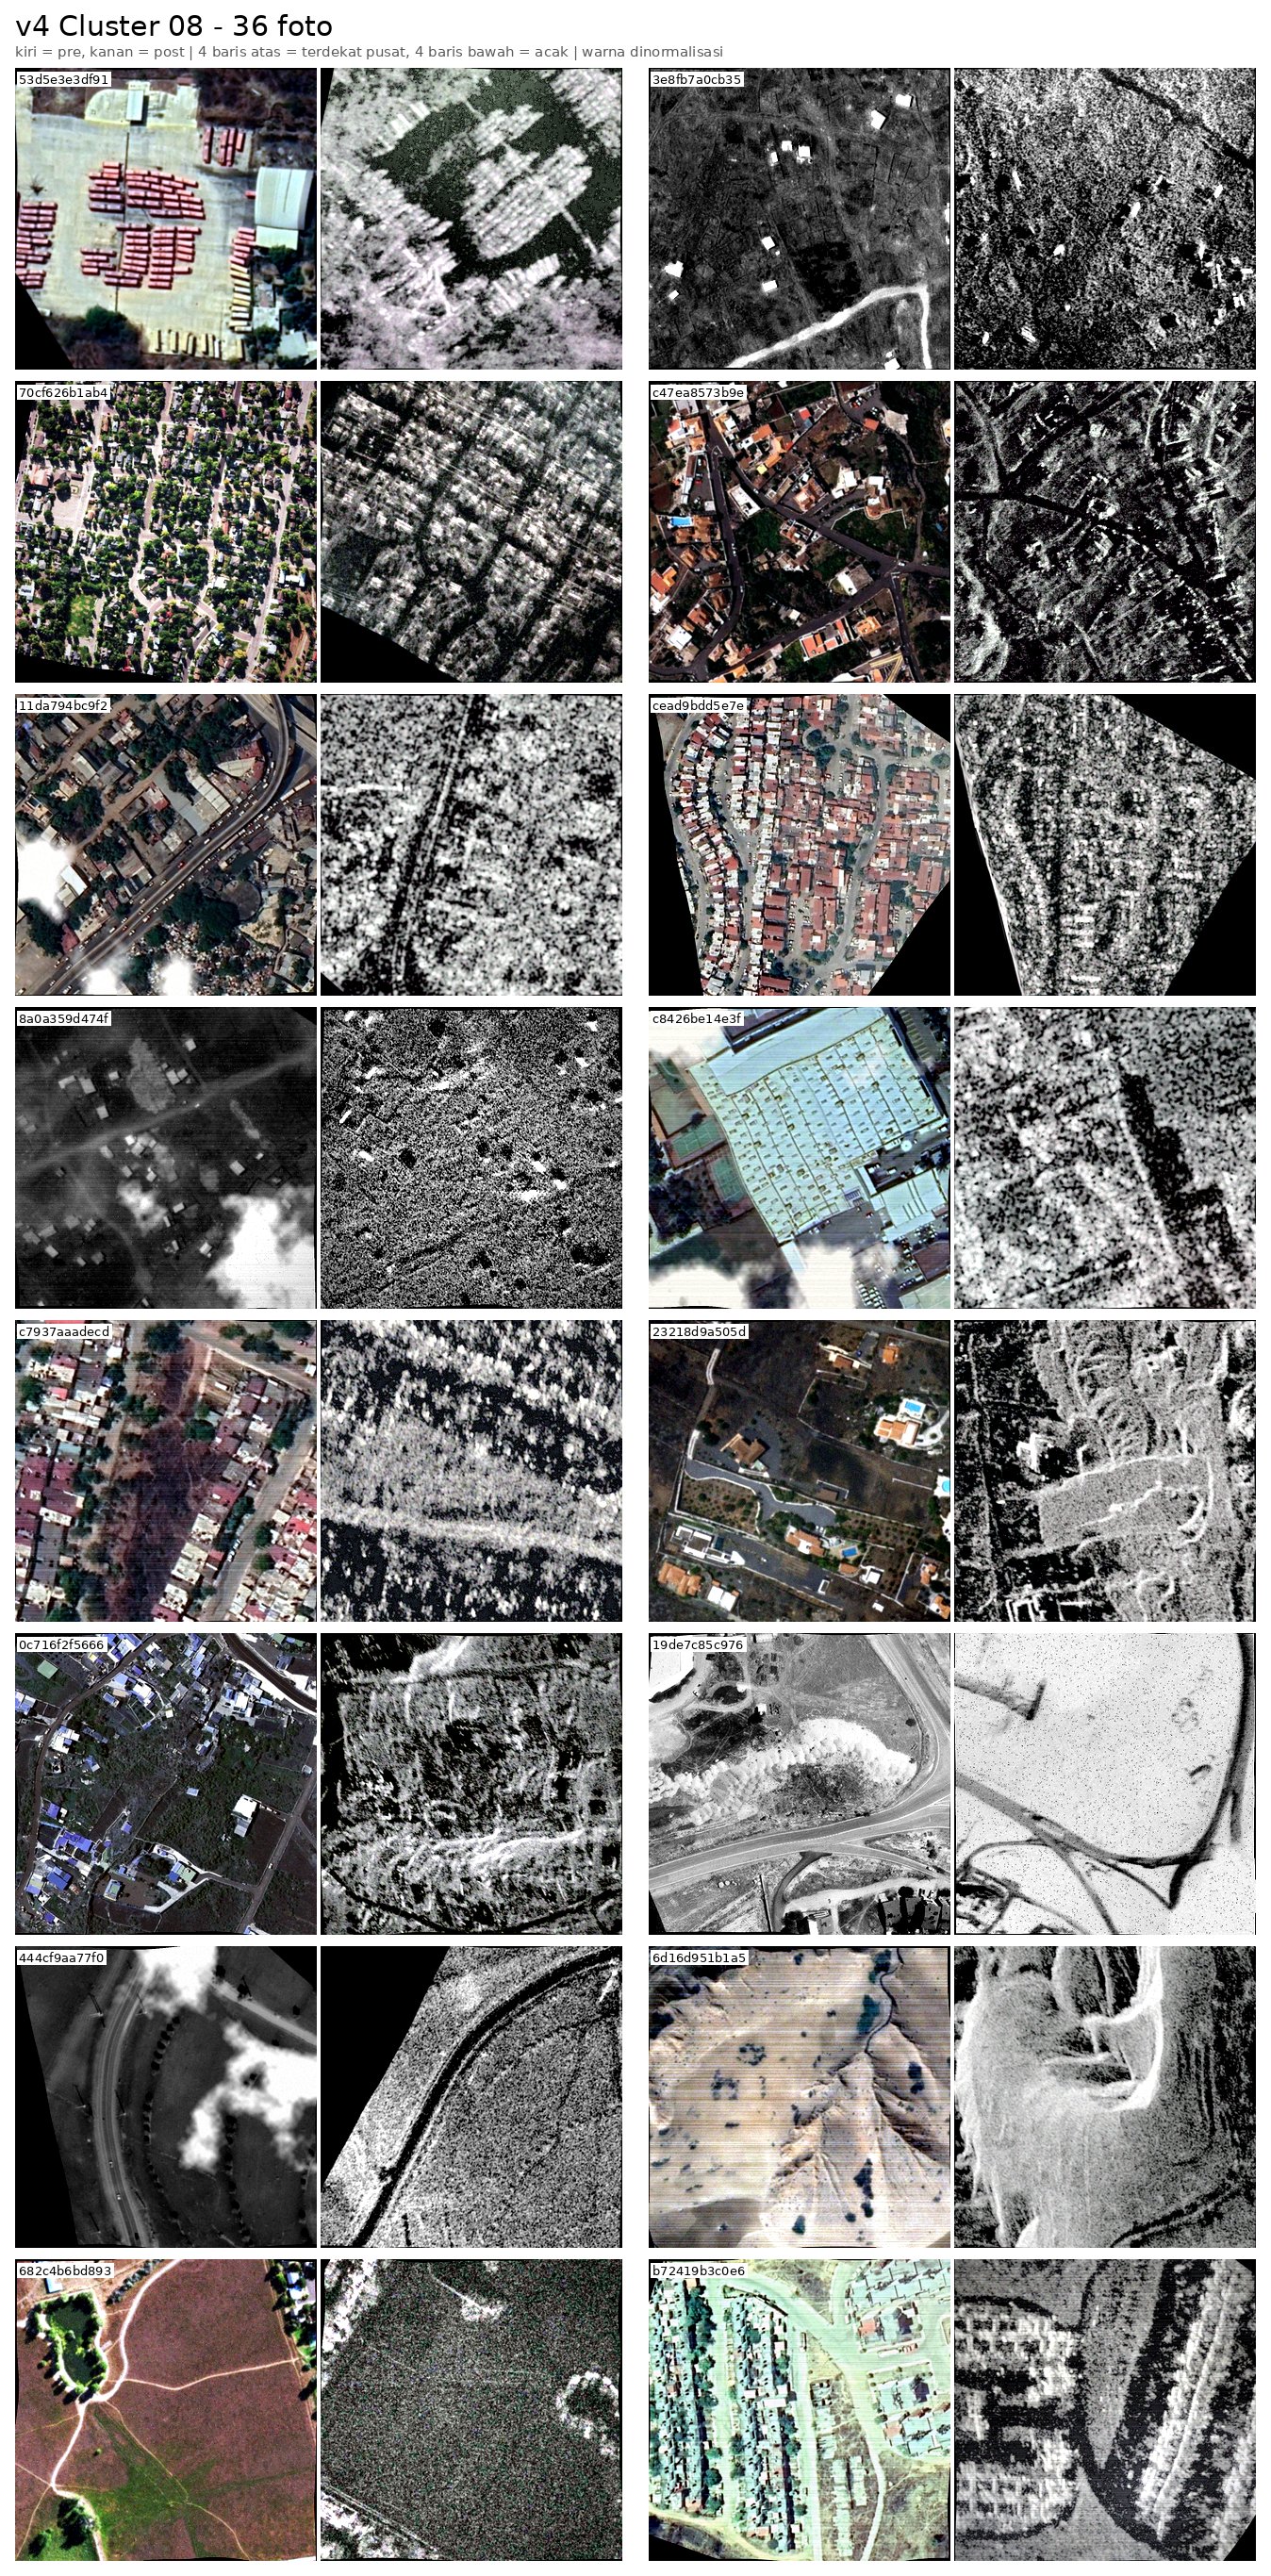 v4 Cluster 08 - 36 foto
kiri = pre, kanan = post | 4 baris atas = terdekat pusat, 4 baris bawah = acak | warna dinormalisasi
53d5e3e3df91
3e8fb7a0cb35
70cf626b1ab4
c47ea8573b9e
11da794bc9f2
cead9bdd5e7e
8a0a359d474f
c8426be14e3f
c7937aaadecd
23218d9a505d
0c716f2f5666
19de7c85c976
444cf9aa77f0
6d16d951b1a5
682c4b6bd893
b72419b3c0e6